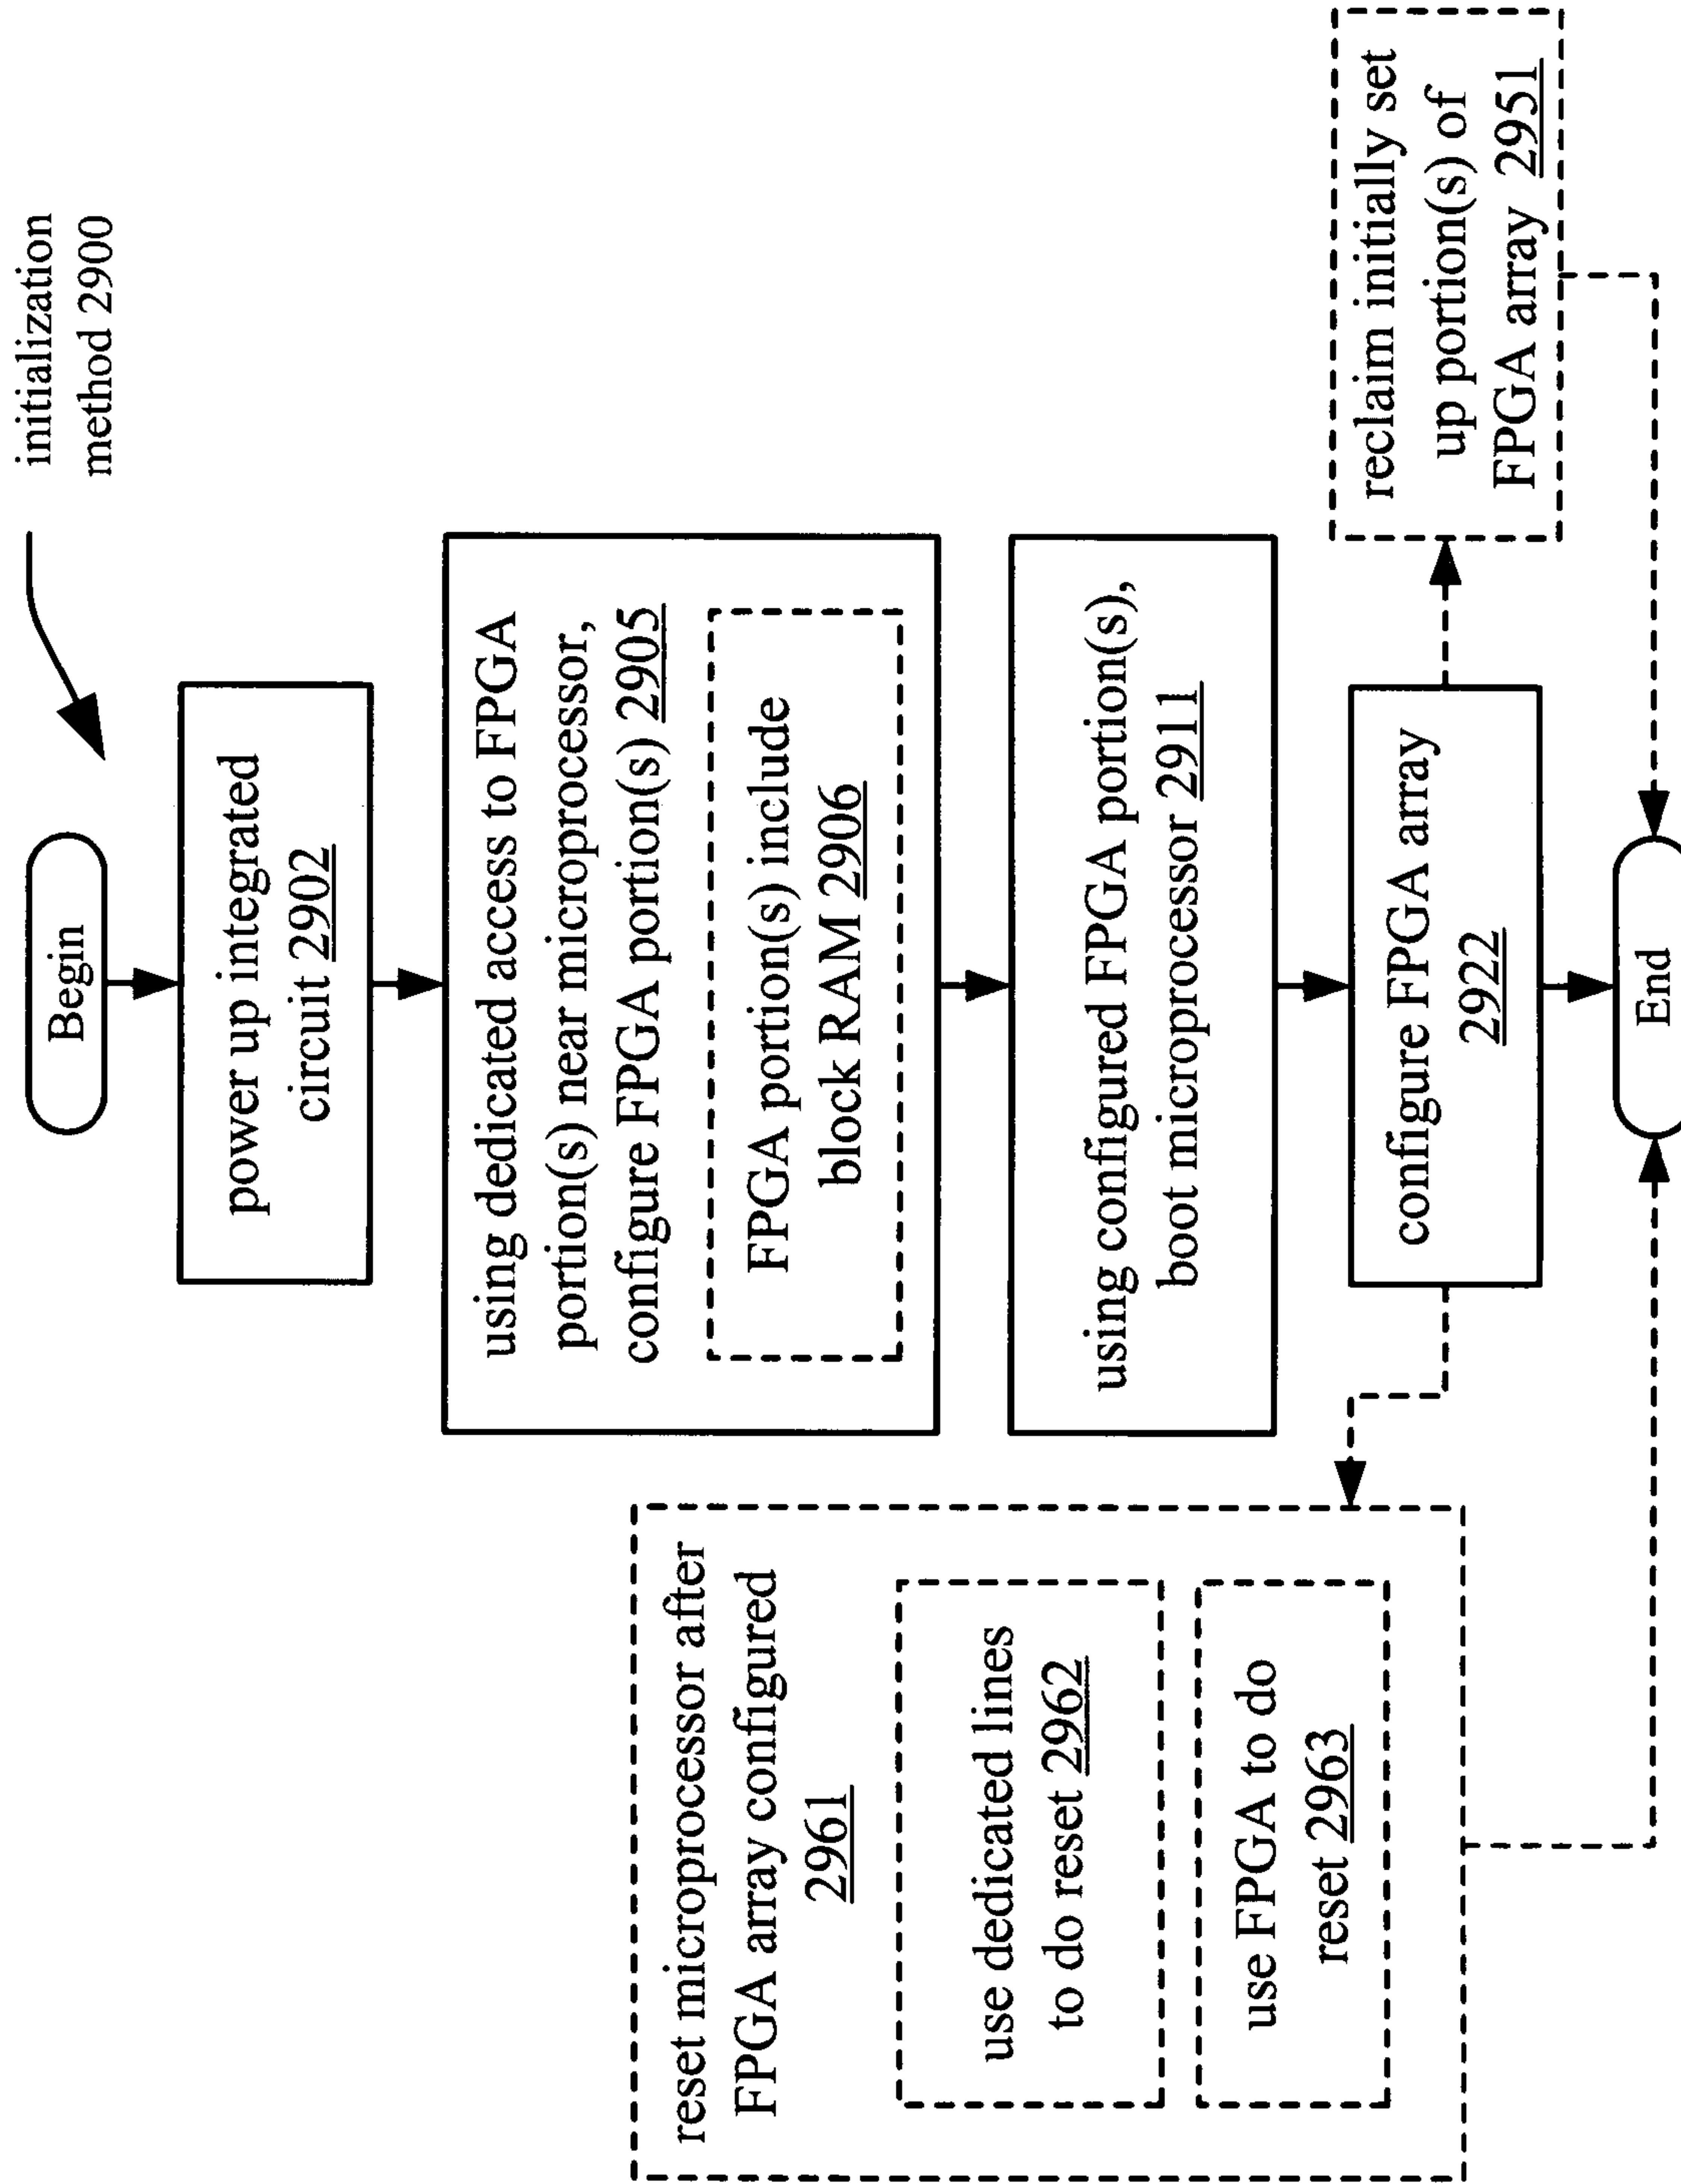 initialization
method 2900
Begin
power up integrated
circuit 2902
using dedicated access to FPGA
portion(s) near microprocessor,
configure FPGA portion(s) 2905
FPGA portion(s) include
block RAM 2906
using configured FPGA portion(s),
boot microprocessor 2911
configure FPGA array
2922
reclaim initially set
up portion(s) of
FPGA array 2951
reset microprocessor after
FPGA array configured
2961
use dedicated lines
to do reset 2962
use FPGA to do
reset 2963
End